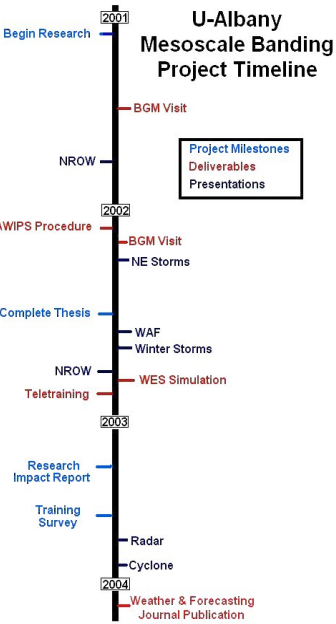 2001
U-Albany
Mesoscale Banding
Project Timeline
Begin Research
BGM Visit
Project Milestones
Deliverables
Presentations
NROW
2002
AWIPS Procedure
BGM Visit
NE Storms
Complete Thesis
WAF
Winter Storms
NROW
WES Simulation
Teletraining
2003
Research
Impact Report
Training
Survey
Radar
Cyclone
2004
Weather & Forecasting
Journal Publication